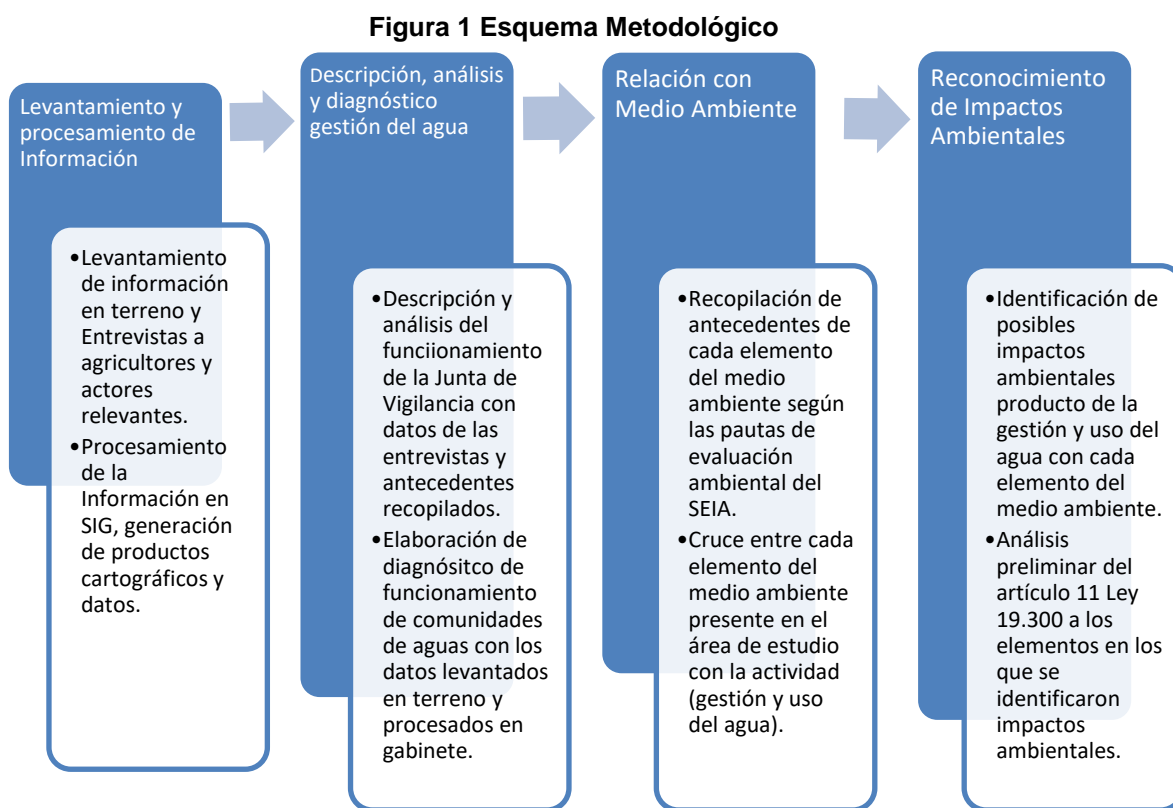 Figura 1 Esquema Metodológico
Levantamiento y
procesamiento de
Información
•Levantamiento
de información
en terreno y
Entrevistas a
agricultores y
actores
relevantes.
•Procesamiento
de la
Información en
SIG, generación
de productos
cartográficos y
datos.
Descripción, análisis
y diagnóstico
gestión del agua
•Descripción y
análisis del
funciionamiento
de la Junta de
Vigilancia con
datos de las
entrevistas y
antecedentes
recopilados.
•Elaboración de
diagnósitco de
funcionamiento
de comunidades
de aguas con los
datos levantados
en terreno y
procesados en
gabinete.
Relación con
Medio Ambiente
•Recopilación de
antecedentes de
cada elemento
del medio
ambiente según
las pautas de
evaluación
ambiental del
SEIA.
•Cruce entre cada
elemento del
medio ambiente
presente en el
área de estudio
con la actividad
(gestión y uso
del agua).
Reconocimiento
de Impactos
Ambientales
•Identificación de
posibles
impactos
ambientales
producto de la
gestión y uso del
agua con cada
elemento del
medio ambiente.
•Análisis
preliminar del
artículo 11 Ley
19.300 a los
elementos en los
que se
identificaron
impactos
ambientales.